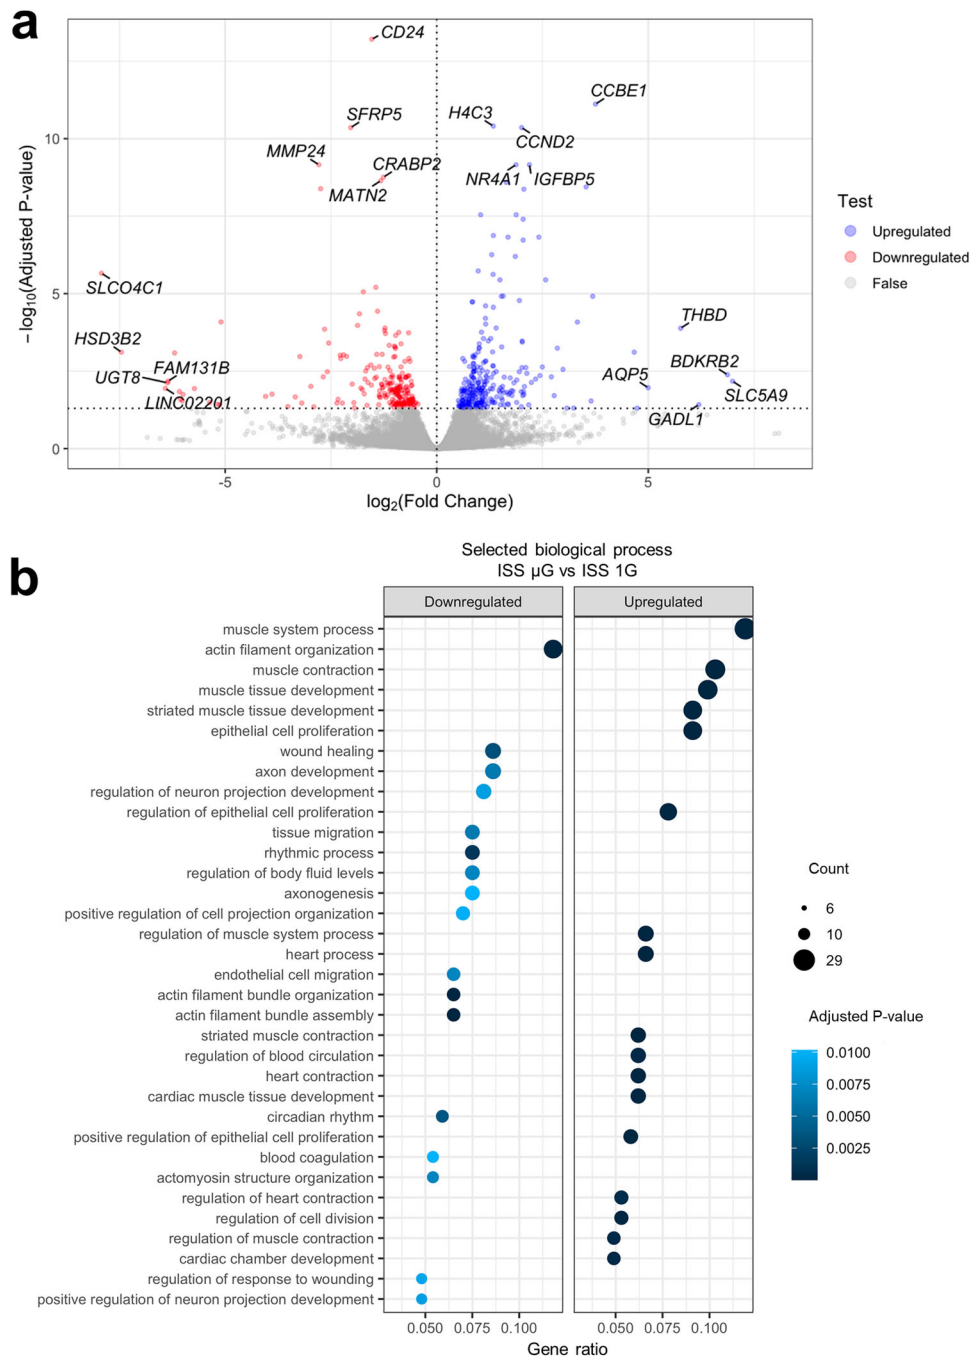 a
CD24
CCBE1
SFRP5
H4C3
CCND2
MMP24
CRABP2
MATN2
NR4A1
IGFBP5
SLCO4C1
THBD
HSD3B2
BDKRB2
UGT8
FAM131B
AQP5
SLC5A9
LINC02201
GADL1
10
5
0
−log10(Adjusted P-value)
-5
0
5
log2(Fold Change)
Test
Upregulated
Downregulated
False
b
Selected biological process
ISS µG vs ISS 1G
Downregulated
Upregulated
muscle system process
actin filament organization
muscle contraction
muscle tissue development
striated muscle tissue development
epithelial cell proliferation
wound healing
axon development
regulation of neuron projection development
regulation of epithelial cell proliferation
tissue migration
rhythmic process
regulation of body fluid levels
axonogenesis
positive regulation of cell projection organization
regulation of muscle system process
heart process
endothelial cell migration
actin filament bundle organization
actin filament bundle assembly
striated muscle contraction
regulation of blood circulation
heart contraction
cardiac muscle tissue development
circadian rhythm
positive regulation of epithelial cell proliferation
blood coagulation
actomyosin structure organization
regulation of heart contraction
regulation of cell division
regulation of muscle contraction
cardiac chamber development
regulation of response to wounding
positive regulation of neuron projection development
0.050 0.075 0.100
0.050 0.075 0.100
Gene ratio
Count
6
10
29
Adjusted P-value
0.0100
0.0075
0.0050
0.0025